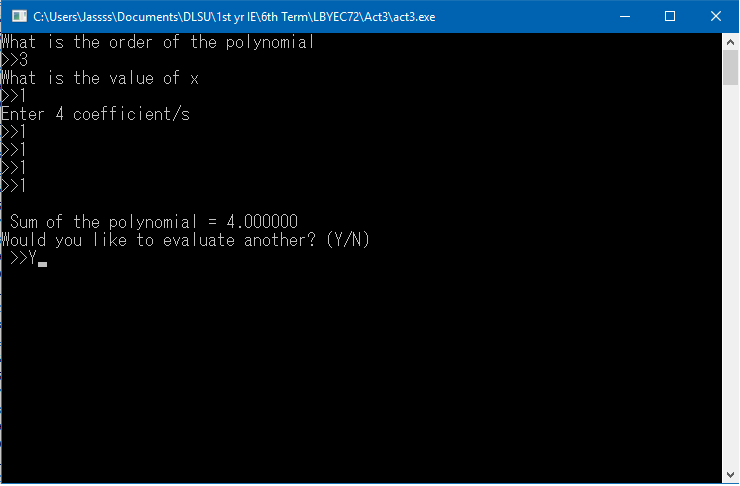 C:\Users\Jassss\Documents\DLSU\1st yr IE\6th Term\LBYEC72\Act3\act3.exe
What is the order of the polynomial
>>3
What is the value of x
>>1
Enter 4 coefficient/s
>>1
>>1
>>1
>>1
Sum of the polynomial = 4.000000
Would you like to evaluate another? (Y/N)
>>Y